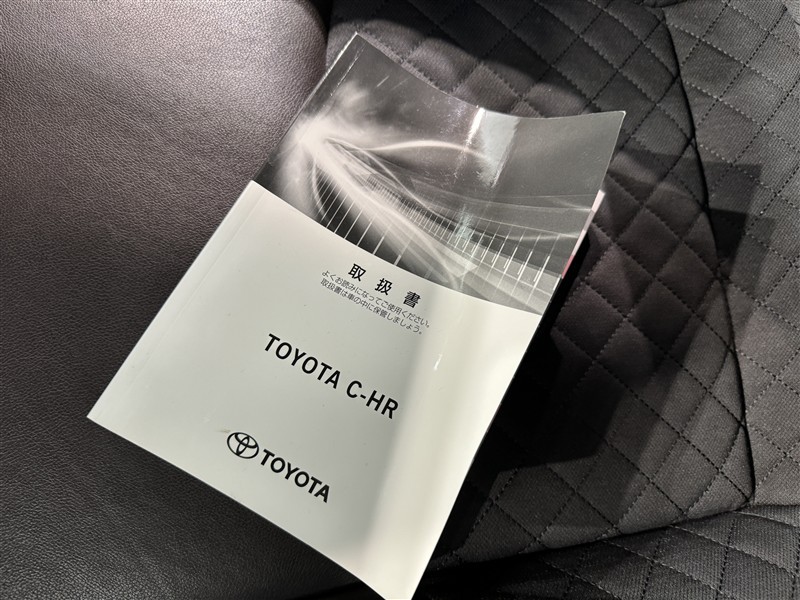 取扱書
よくお読みになってご使用ください。
取扱書は車の中に保管しましょう。
TOYOTA C-HR
TOYOTA